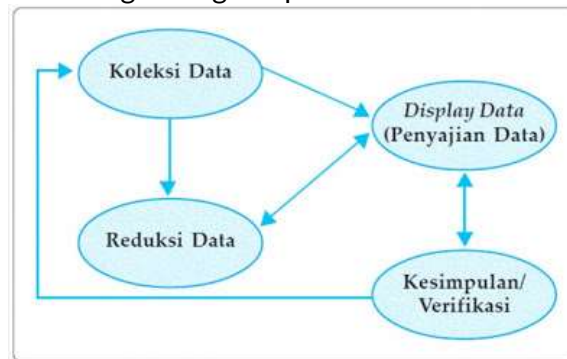 Koleksi Data
Display Data
(Penyajian Data)
Reduksi Data
Kesimpulan/
Verifikasi